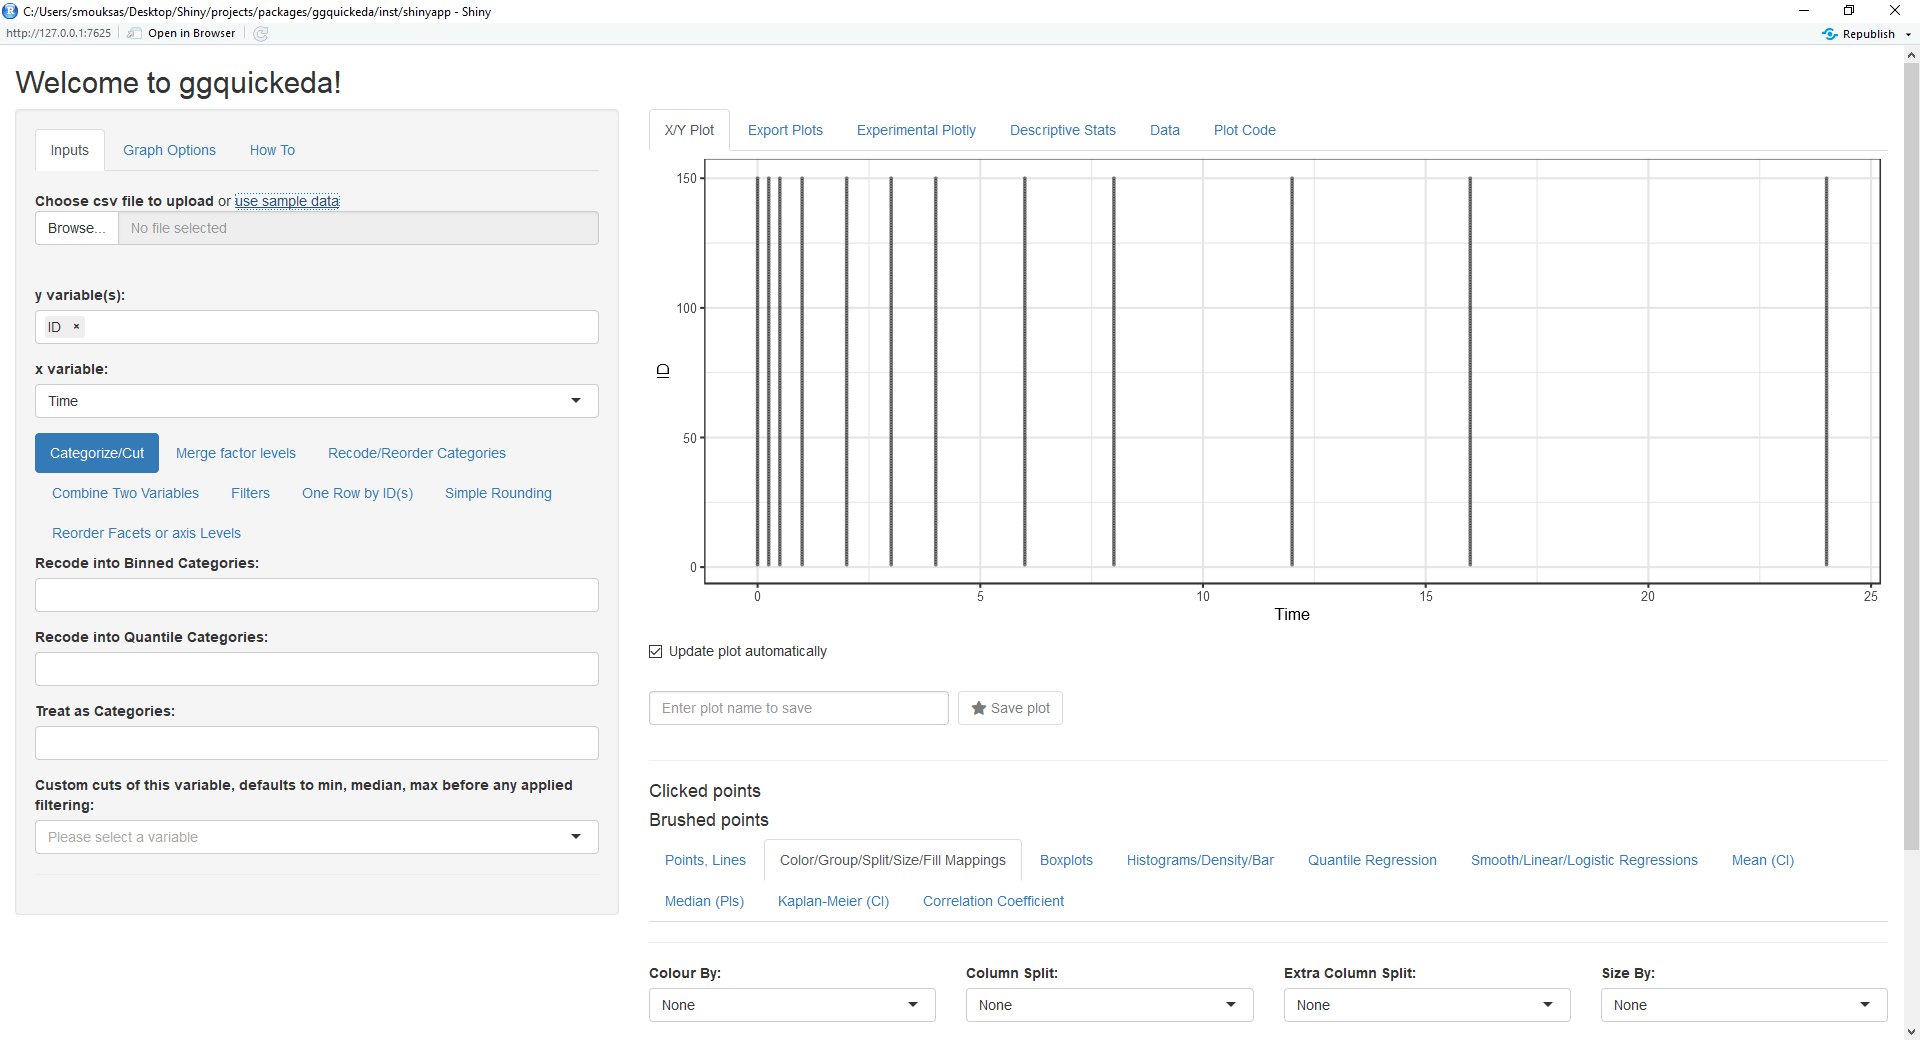 C:/Users/smouksas/Desktop/Shiny/projects/packages/ggquickeda/inst/shinyapp - Shiny
http://127.0.0.1:7625 Open in Browser Republish
Welcome to ggquickeda!
Inputs Graph Options How To
Choose csv file to upload or use sample data
Browse... No file selected
y variable(s):
ID ×
x variable:
Time
Categorize/Cut Merge factor levels Recode/Reorder Categories
Combine Two Variables Filters One Row by ID(s) Simple Rounding
Reorder Facets or axis Levels
Recode into Binned Categories:
Recode into Quantile Categories:
Treat as Categories:
Custom cuts of this variable, defaults to min, median, max before any applied
filtering:
Please select a variable
X/Y Plot Export Plots Experimental Plotly Descriptive Stats Data Plot Code
150
100
50
0
ID
0 5 10 15 20 25
Time
Update plot automatically
Enter plot name to save Save plot
Clicked points
Brushed points
Points, Lines Color/Group/Split/Size/Fill Mappings Boxplots Histograms/Density/Bar Quantile Regression Smooth/Linear/Logistic Regressions Mean (CI)
Median (PIs) Kaplan-Meier (CI) Correlation Coefficient
Colour By: Column Split: Extra Column Split: Size By:
None None None None